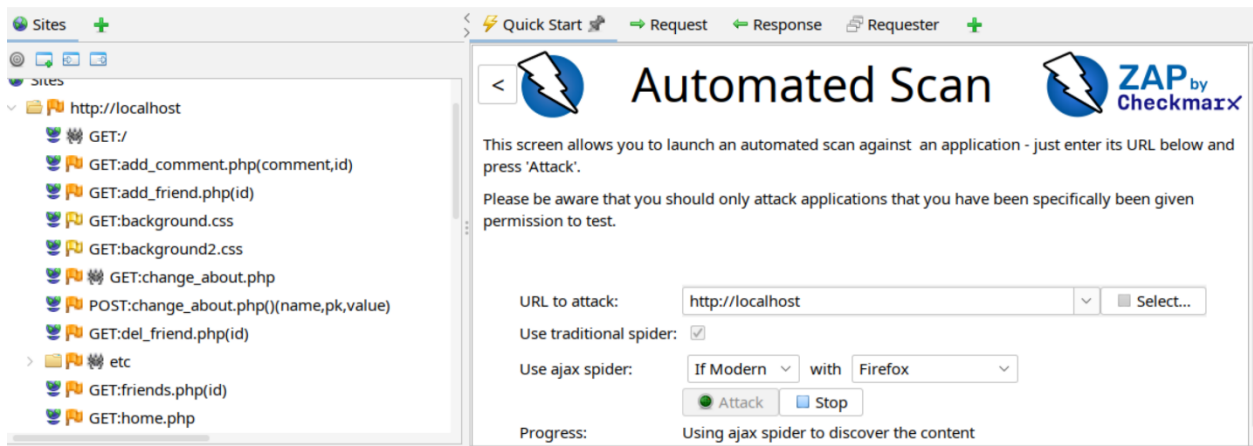 Sites
Sites
http://localhost
GET:/
GET:add_comment.php(comment,id)
GET:add_friend.php(id)
GET:background.css
GET:background2.css
GET:change_about.php
POST:change_about.php()(name,pk,value)
GET:del_friend.php(id)
etc
GET:friends.php(id)
GET:home.php
Quick Start Request Response Requester
<
Automated Scan
ZAP by
Checkmarx
This screen allows you to launch an automated scan against an application - just enter its URL below and
press 'Attack'.
Please be aware that you should only attack applications that you have been specifically been given
permission to test.
URL to attack: http://localhost Select...
Use traditional spider:
Use ajax spider: If Modern with Firefox
Attack Stop
Progress: Using ajax spider to discover the content